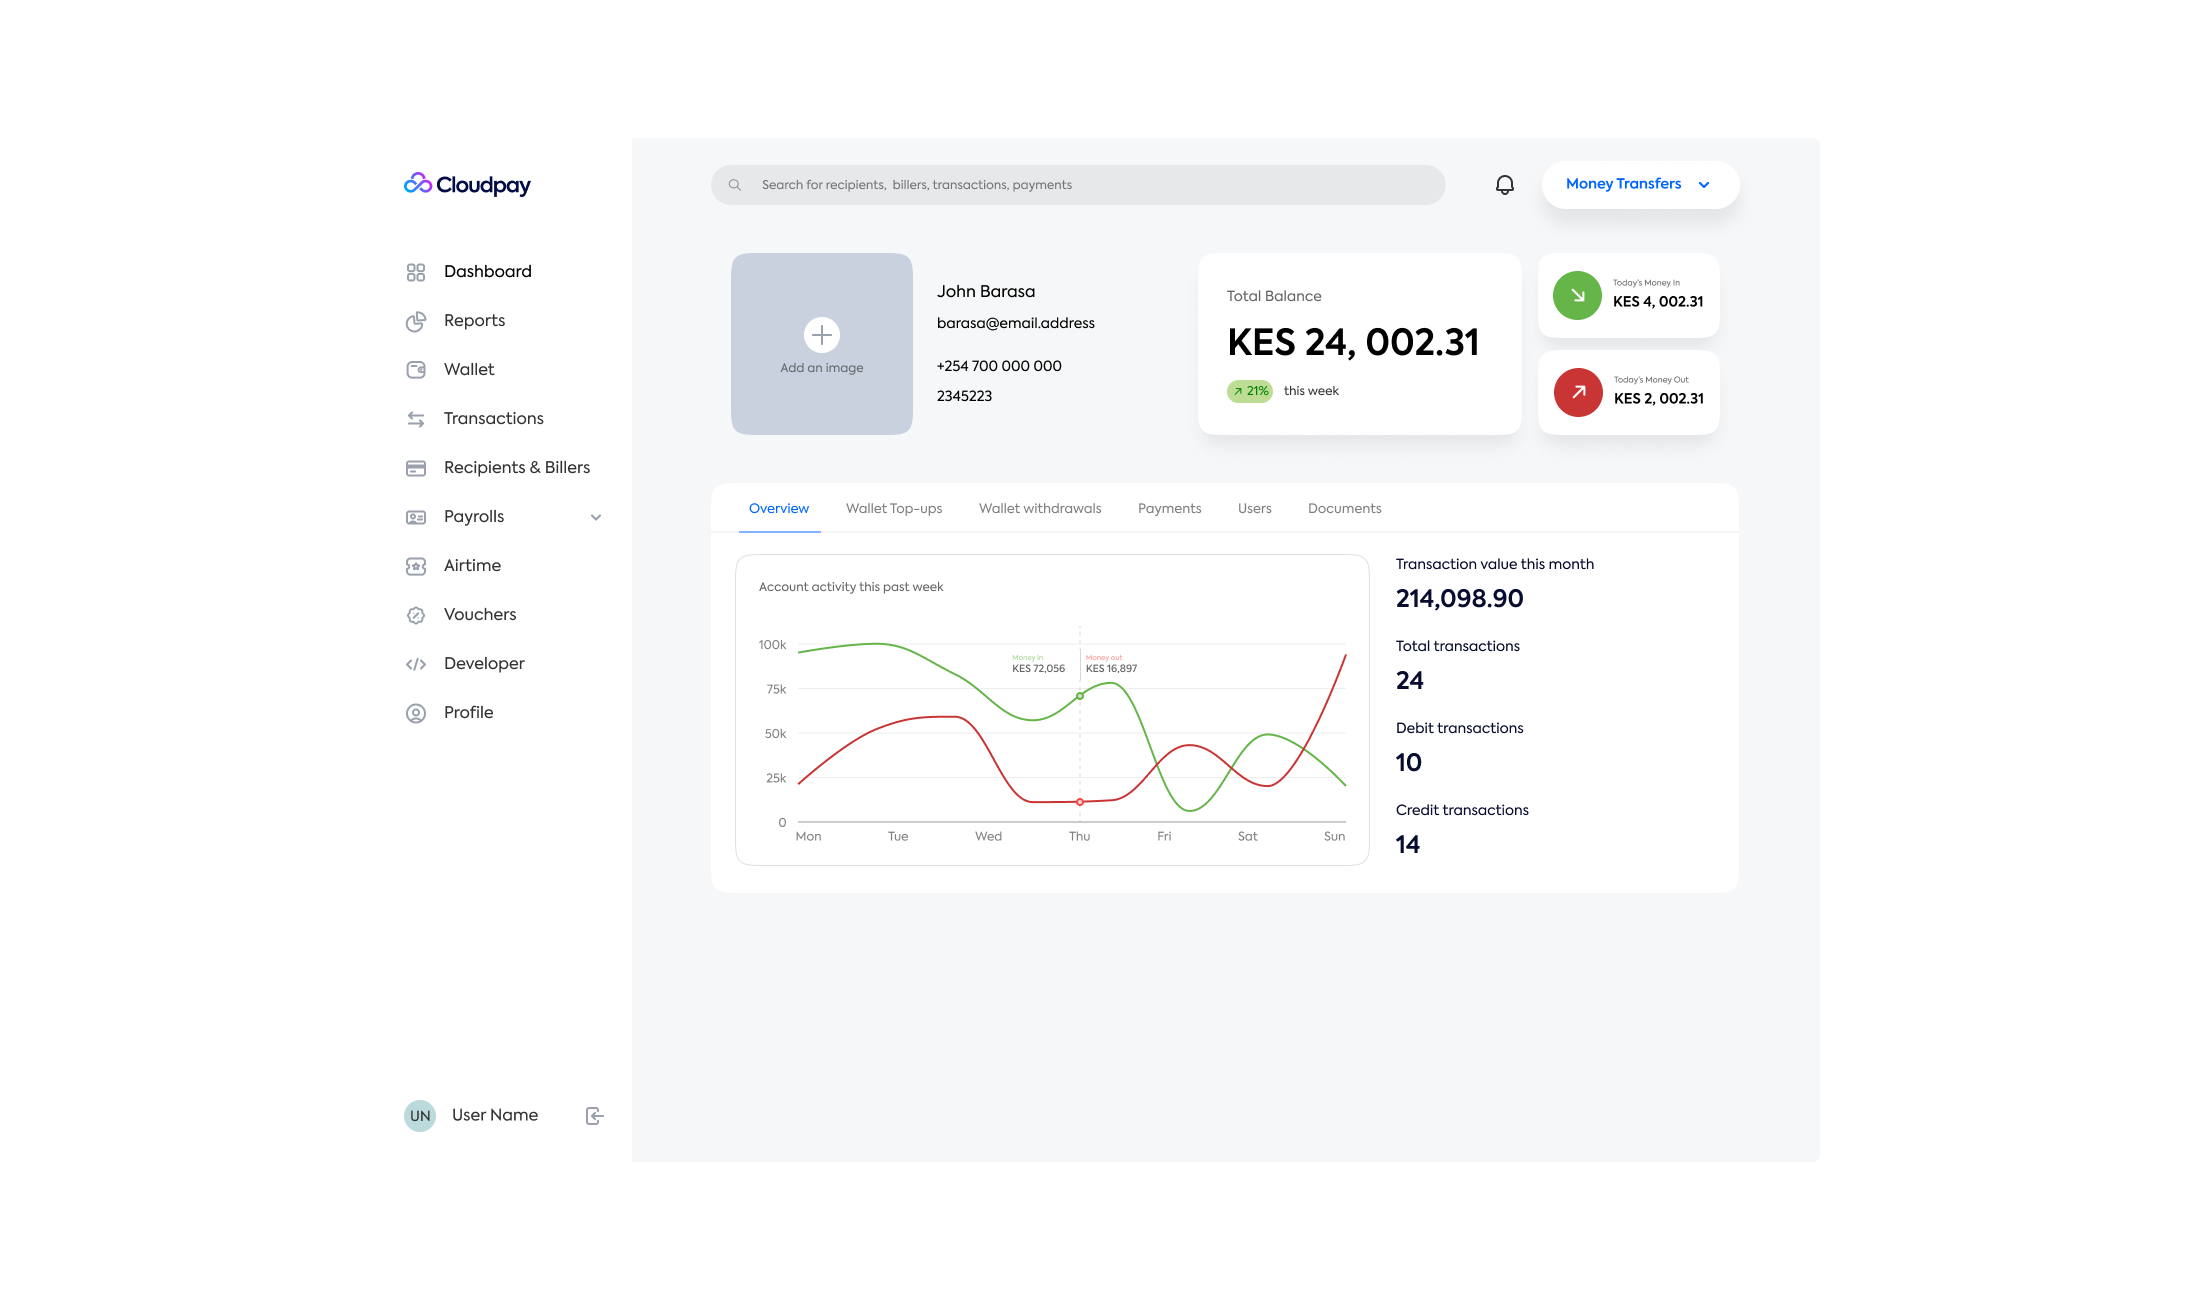 Cloudpay
Dashboard
Reports
Wallet
Transactions
Recipients & Billers
Payrolls
Airtime
Vouchers
Developer
Profile
UN
User Name
Search for recipients, billers, transactions, payments
Money Transfers
Add an image
John Barasa
barasa@email.address
+254 700 000 000
2345223
Total Balance
KES 24, 002.31
21%
this week
Today's Money In
KES 4, 002.31
Today's Money Out
KES 2, 002.31
Overview
Wallet Top-ups
Wallet withdrawals
Payments
Users
Documents
Account activity this past week
100k
75k
50k
25k
0
Money in
KES 72,056
Money out
KES 16,897
Mon
Tue
Wed
Thu
Fri
Sat
Sun
Transaction value this month
214,098.90
Total transactions
24
Debit transactions
10
Credit transactions
14